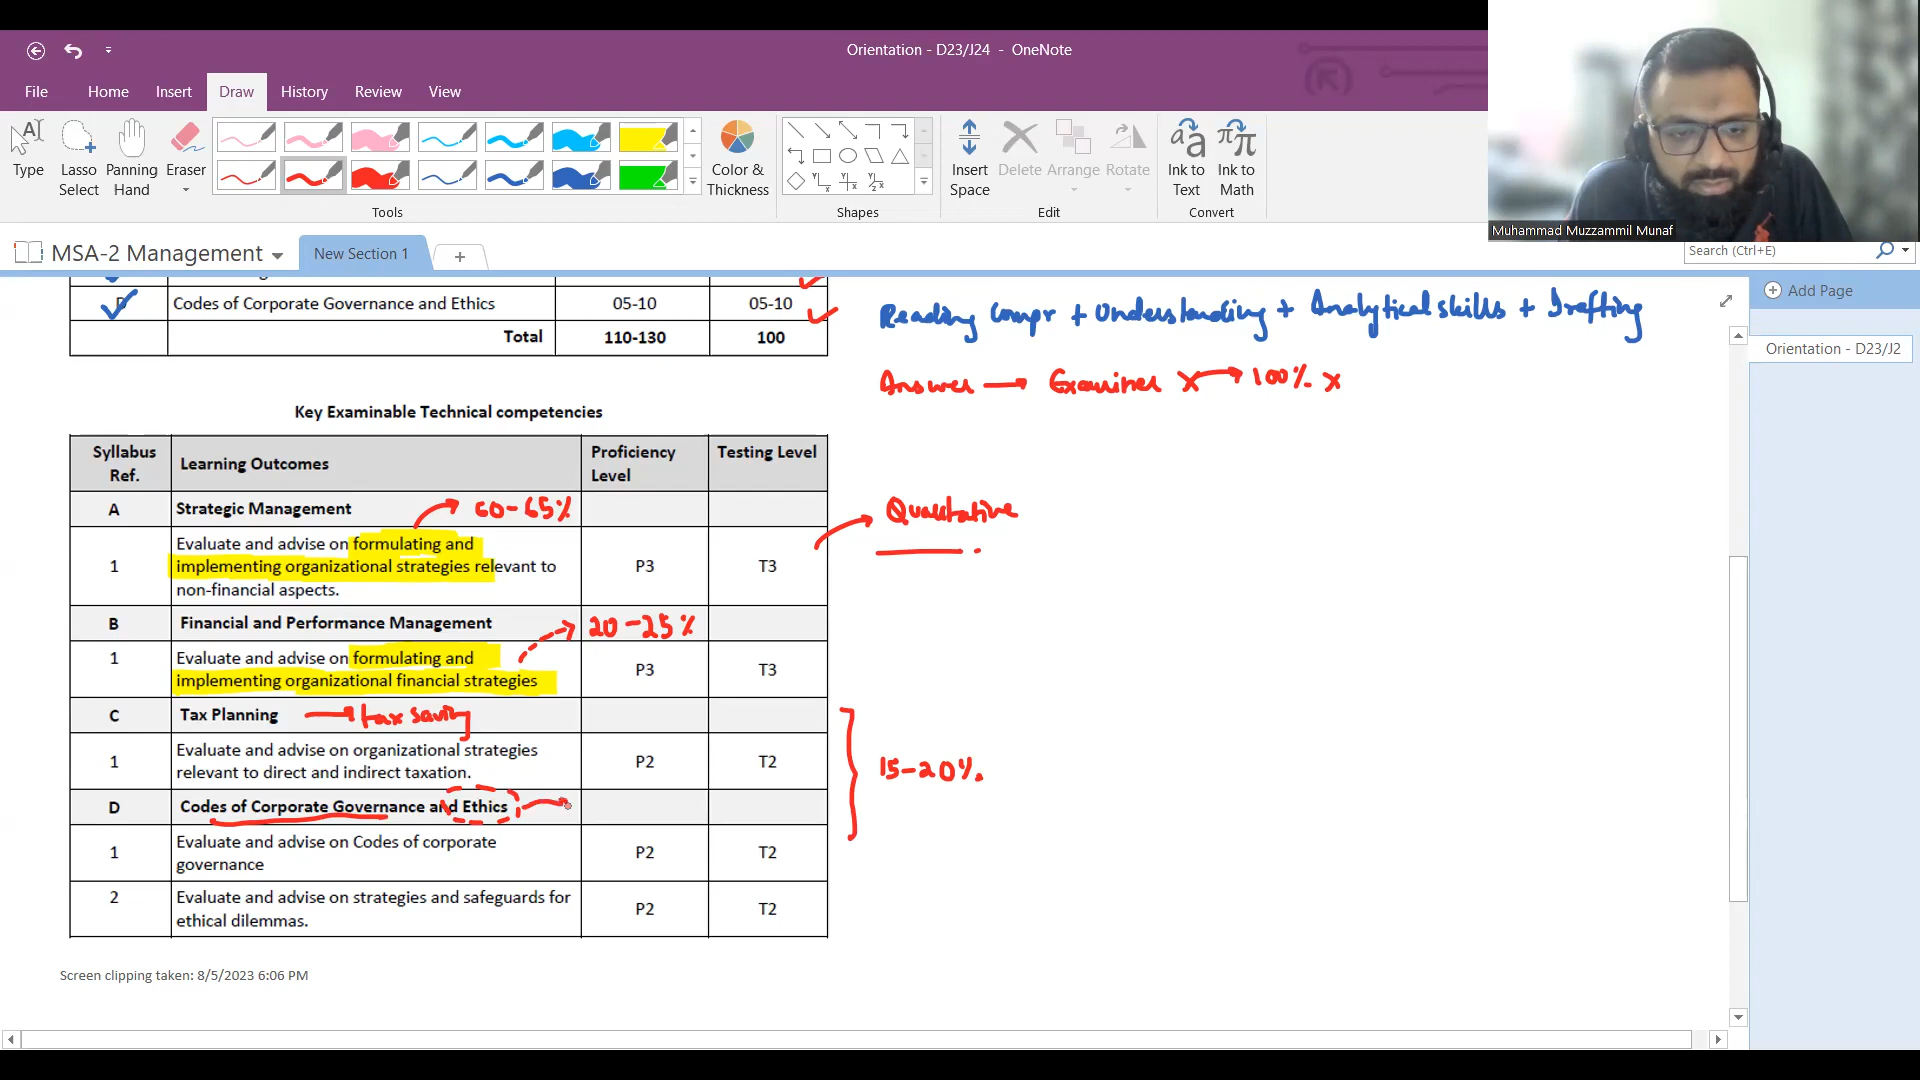 Orientation - D23/J24 - OneNote
File Home Insert Draw History Review View
Type Lasso Select Panning Hand Eraser Color & Thickness Insert Space Delete Arrange Rotate Ink to Text Ink to Math
Tools Shapes Edit Convert
Muhammad Muzzammil Munaf
MSA-2 Management New Section 1 +
Search (Ctrl+E)
Add Page
Orientation - D23/J2
Codes of Corporate Governance and Ethics 05-10 05-10
Total 110-130 100
Reading Compr + Understanding + Analytical skills + Drafting
Answer → Examiner x → 100% x
Key Examinable Technical competencies
Syllabus Ref. Learning Outcomes Proficiency Level Testing Level
A Strategic Management 60-65%
1 Evaluate and advise on formulating and
implementing organizational strategies relevant to
non-financial aspects. P3 T3
Qualitative
B Financial and Performance Management 20-25%
1 Evaluate and advise on formulating and
implementing organizational financial strategies P3 T3
C Tax Planning → tax saving
1 Evaluate and advise on organizational strategies
relevant to direct and indirect taxation. P2 T2
15-20%.
D Codes of Corporate Governance and Ethics
1 Evaluate and advise on Codes of corporate
governance P2 T2
2 Evaluate and advise on strategies and safeguards for
ethical dilemmas. P2 T2
Screen clipping taken: 8/5/2023 6:06 PM